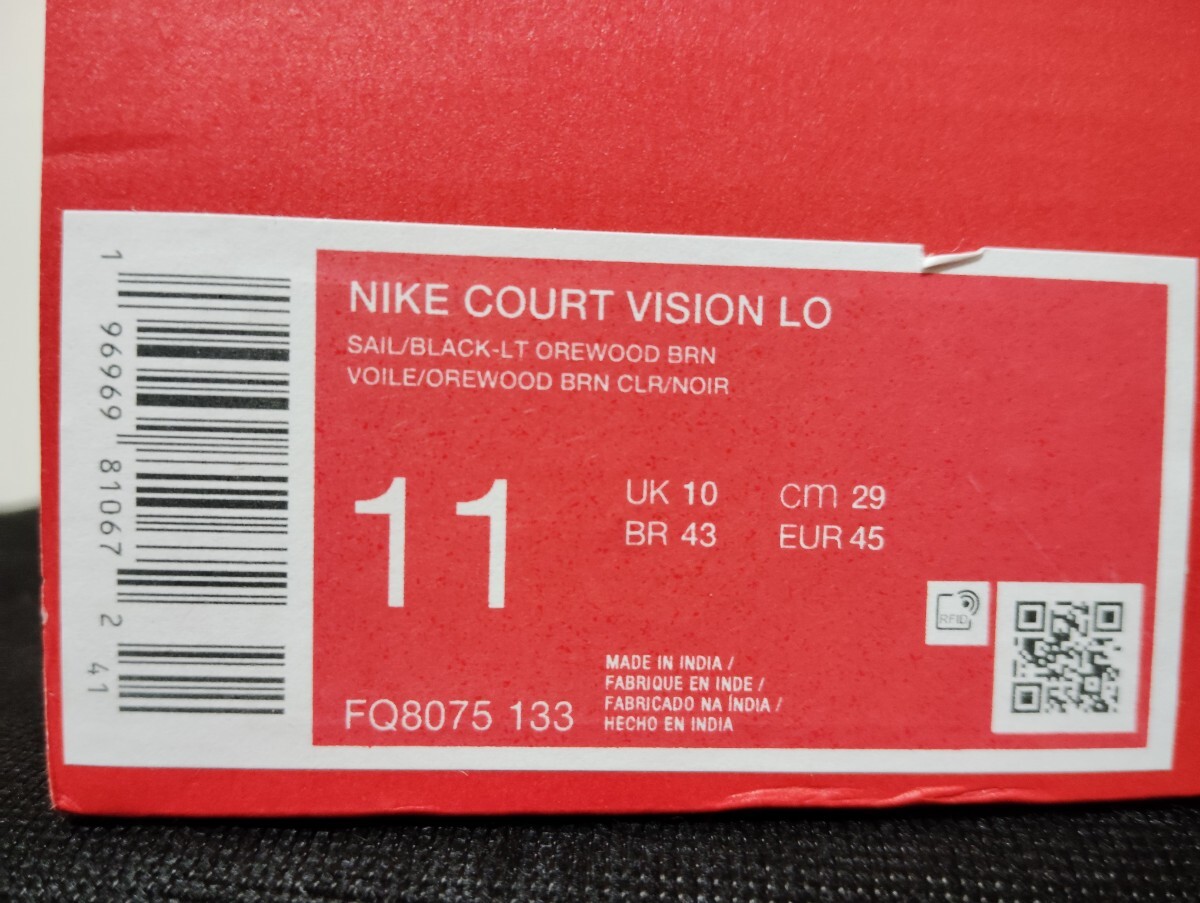 NIKE COURT VISION LO
SAIL/BLACK-LT OREWOOD BRN
VOILE/OREWOOD BRN CLR/NOIR
11
UK 10 cm 29
BR 43 EUR 45
RFID
MADE IN INDIA /
FABRIQUE EN INDE /
FABRICADO NA ÍNDIA /
HECHO EN INDIA
FQ8075 133
1 96969 81067 2 41